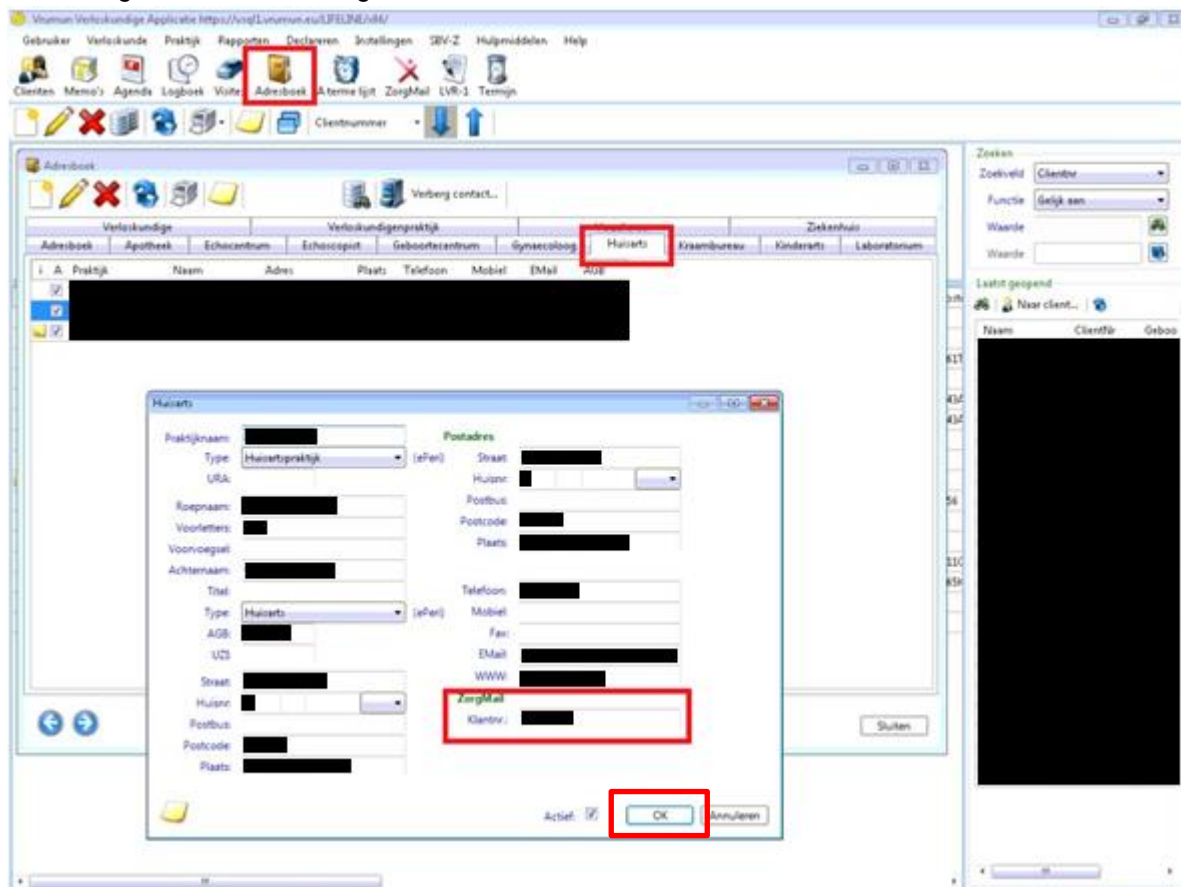 Vrumun Verloskundige Applicatie https://vsql1.vrumun.eu/LIFELINE/vM/
Gebruiker Verloskunde Praktijk Rapporten Declareren Instellingen SBV-Z Hulpmiddelen Help
Clienten Memo's Agenda Logboek Visite Adresboek A terme lijst ZorgMail LVR-1 Termijn
Clientnummer
Adresboek
Verberg contact...
Verloskundige Verloskundigenpraktijk Ziekenhuis
Adresboek Apotheek Echocentrum Echoscopist Geboortecentrum Gynaecoloog Huisarts Kraambureau Kinderarts Laboratorium
i A Praktijk Naam Adres Plaats Telefoon Mobiel EMail AGB
Zoeken
Zoekveld Clientnr
Functie Gelijk aan
Waarde
Waarde
Laatst geopend
Naar client...
Naam ClientNr Geboo
Huisarts
Praktijknaam:
Type: Huisartspraktijk (ePen)
URA:
Roepnaam:
Voorletters:
Voorvoegsel:
Achternaam:
Titel:
Type: Huisarts (ePen)
AGB:
UZI:
Straat:
Huisnr:
Postbus:
Postcode:
Plaats:
Postadres
Straat:
Huisnr:
Postbus:
Postcode:
Plaats:
Telefoon:
Mobiel:
Fax:
EMail:
WWW:
ZorgMail
Klantnr.:
Actief: OK Annuleren
Sluiten